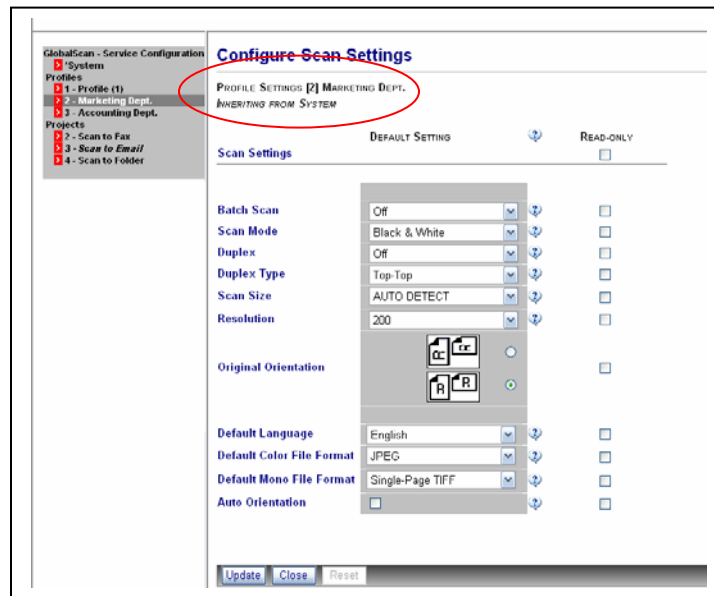 GlobalScan - Service Configuration
'System
Profiles
1 - Profile (1)
2 - Marketing Dept.
3 - Accounting Dept.
Projects
2 - Scan to Fax
3 - Scan to Email
4 - Scan to Folder
Configure Scan Settings
PROFILE SETTINGS [2] MARKETING DEPT.
INHERITING FROM SYSTEM
DEFAULT SETTING ? READ-ONLY
Scan Settings
Batch Scan Off ?
Scan Mode Black & White ?
Duplex Off ?
Duplex Type Top-Top ?
Scan Size AUTO DETECT ?
Resolution 200 ?
R R
Original Orientation
R R
Default Language English ?
Default Color File Format JPEG ?
Default Mono File Format Single-Page TIFF ?
Auto Orientation ?
Update Close Reset